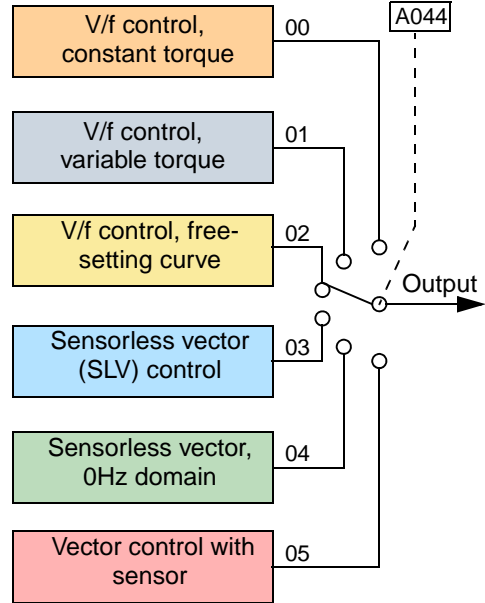 V/f control,
constant torque
00
A044
V/f control,
variable torque
01
V/f control, free-
setting curve
02
Output
Sensorless vector
(SLV) control
03
Sensorless vector,
0Hz domain
04
Vector control with
sensor
05